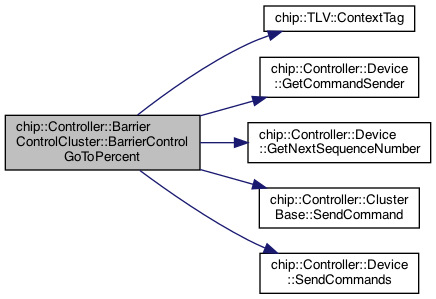 chip::Controller::Barrier
ControlCluster::BarrierControl
GoToPercent
chip::TLV::ContextTag
chip::Controller::Device
::GetCommandSender
chip::Controller::Device
::GetNextSequenceNumber
chip::Controller::Cluster
Base::SendCommand
chip::Controller::Device
::SendCommands